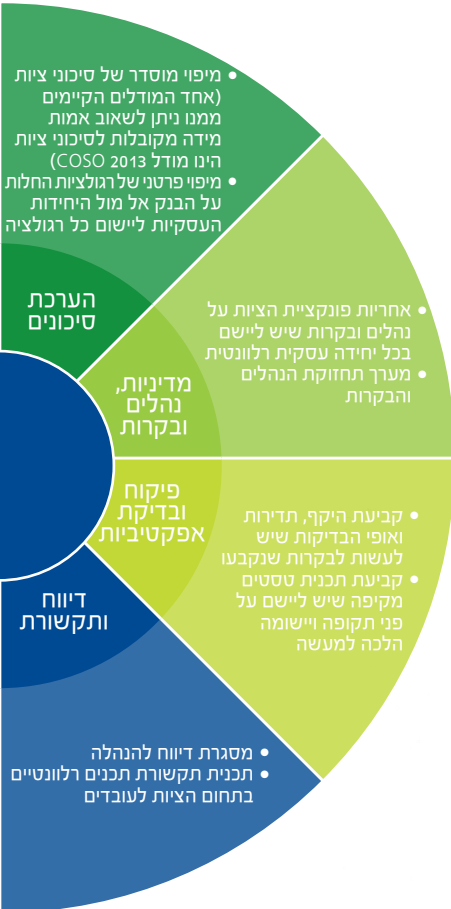 • מיפוי מוסדר של סיכוני ציות
(אחד המודלים הקיימים
ממנו ניתן לשאוב אמות
מידה מקובלות לסיכוני ציות
הינו מודל COSO 2013)
• מיפוי פרטני של רגולציות החלות
על הבנק אל מול היחידות
העסקיות ליישום כל רגולציה
הערכת
סיכונים
• אחריות פונקציית הציות על
נהלים ובקרות שיש ליישם
בכל יחידה עסקית רלוונטית
• מערך תחזוקת הנהלים
והבקרות
מדיניות,
נהלים
ובקרות
פיקוח
ובדיקת
אפקטיביות
• קביעת היקף, תדירות
ואופי הבדיקות שיש
לעשות לבקרות שנקבעו
• קביעת תכנית טסטים
מקיפה שיש ליישם על
פני תקופה ויישומה
הלכה למעשה
דיווח
ותקשורת
• מסגרת דיווח להנהלה
• תכנית תקשורת תכנים רלוונטיים
בתחום הציות לעובדים